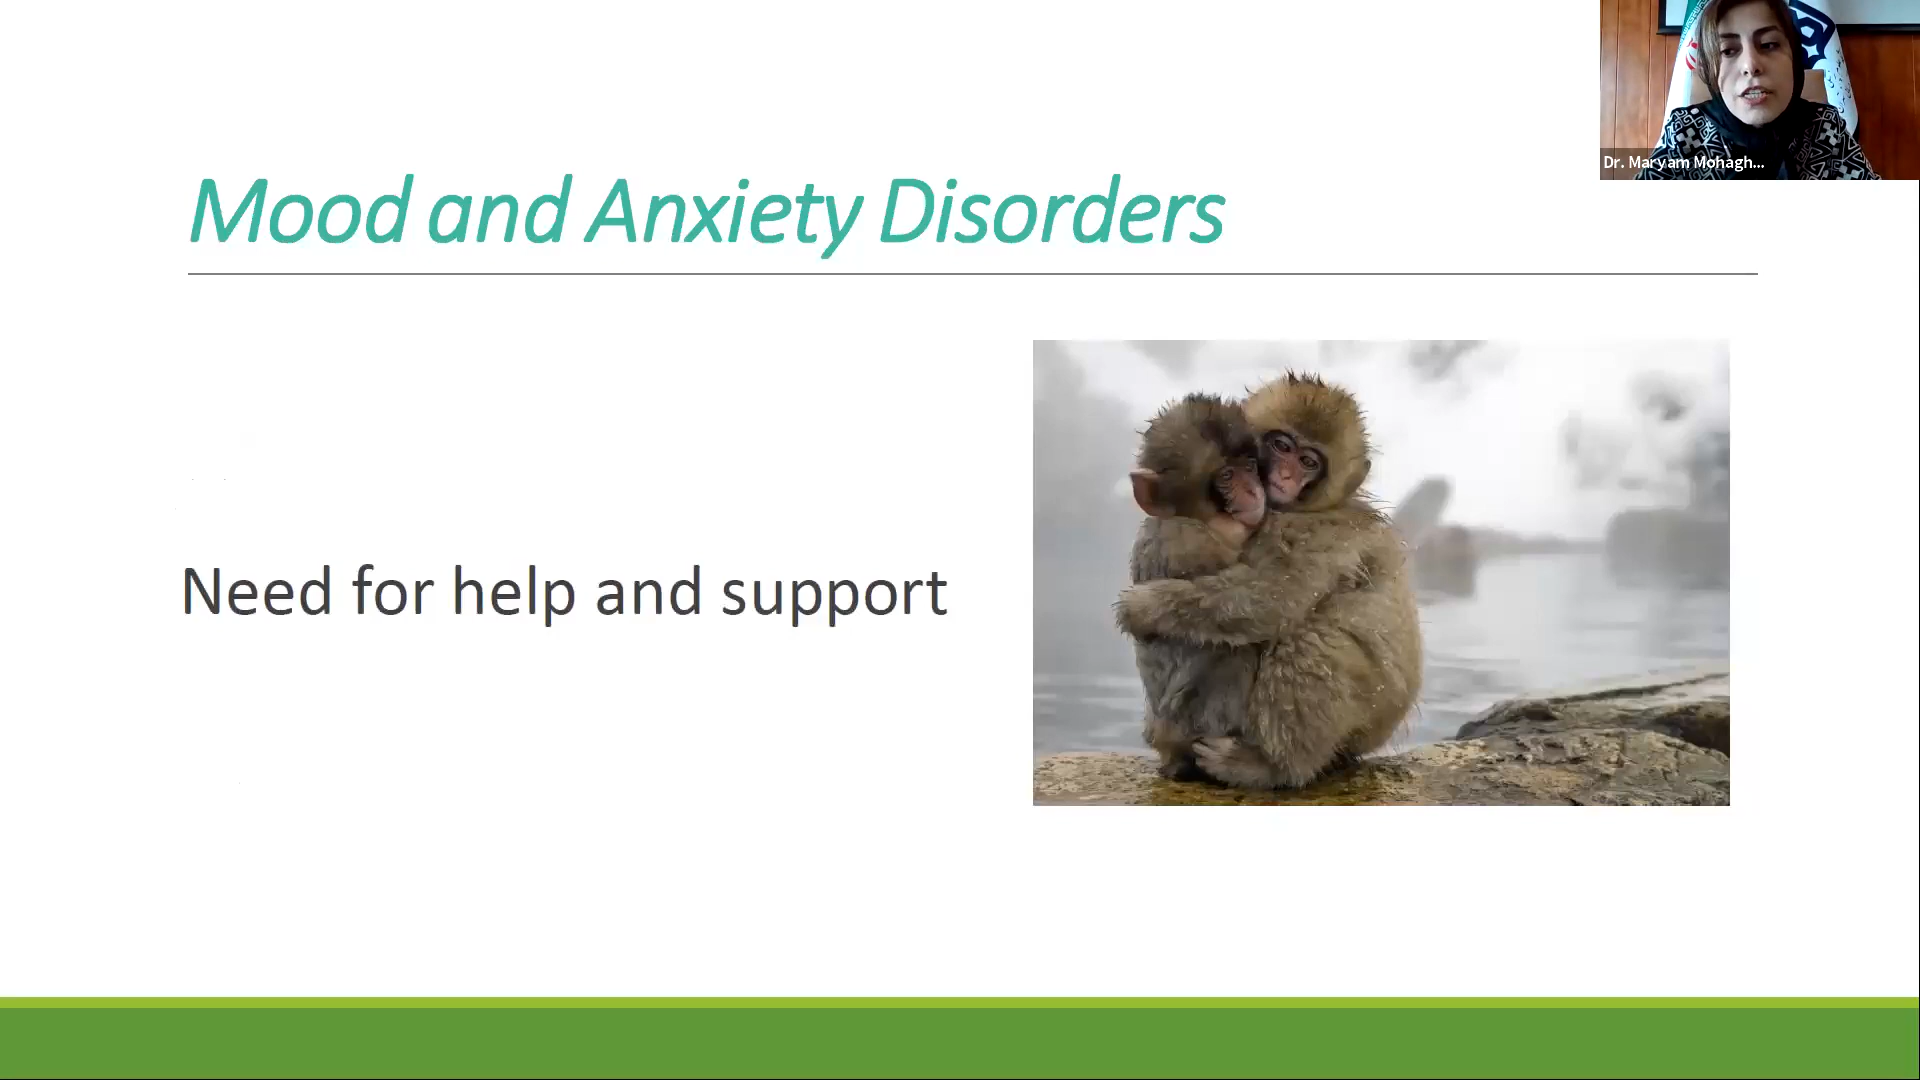 Dr. Maryam Mohagh...
Mood and Anxiety Disorders
Need for help and support